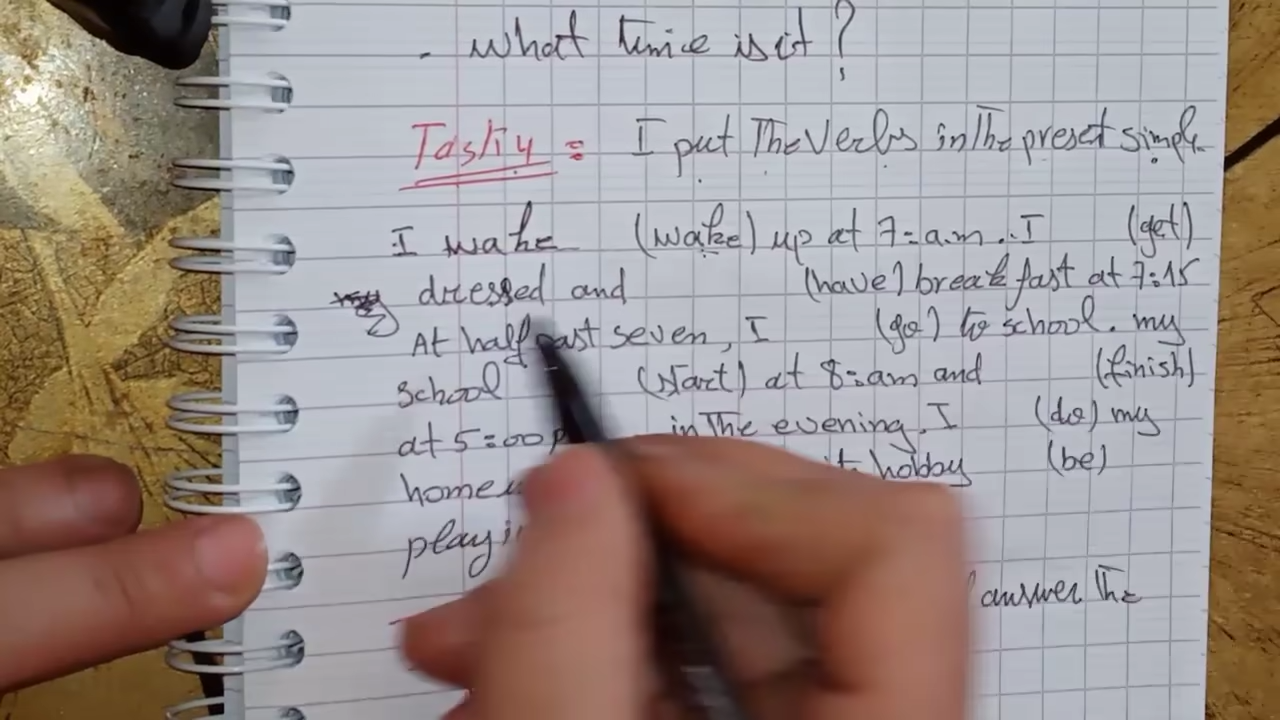 . what time is it ?
Task 4 = I put The Verbs in The preset simple
I wake (wake) up at 7=a.m.. I (get)
dressed and (have) breakfast at 7:15
At half past seven, I (go) to school. my
school (start) at 8=am and (finish)
at 5=00p in The evening. I (do) my
hobby (be)
answer The